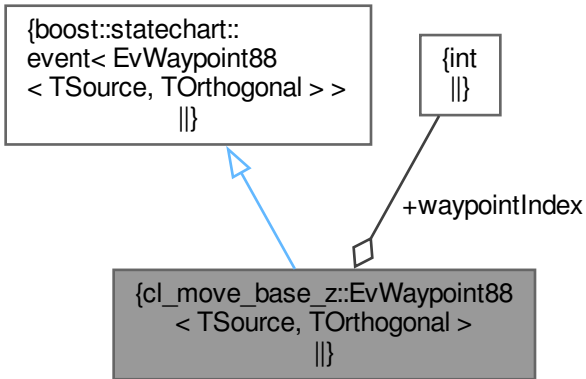 {boost::statechart::
event< EvWaypoint88
< TSource, TOrthogonal > >
||}
{int
||}
+waypointIndex
{cl_move_base_z::EvWaypoint88
< TSource, TOrthogonal >
||}